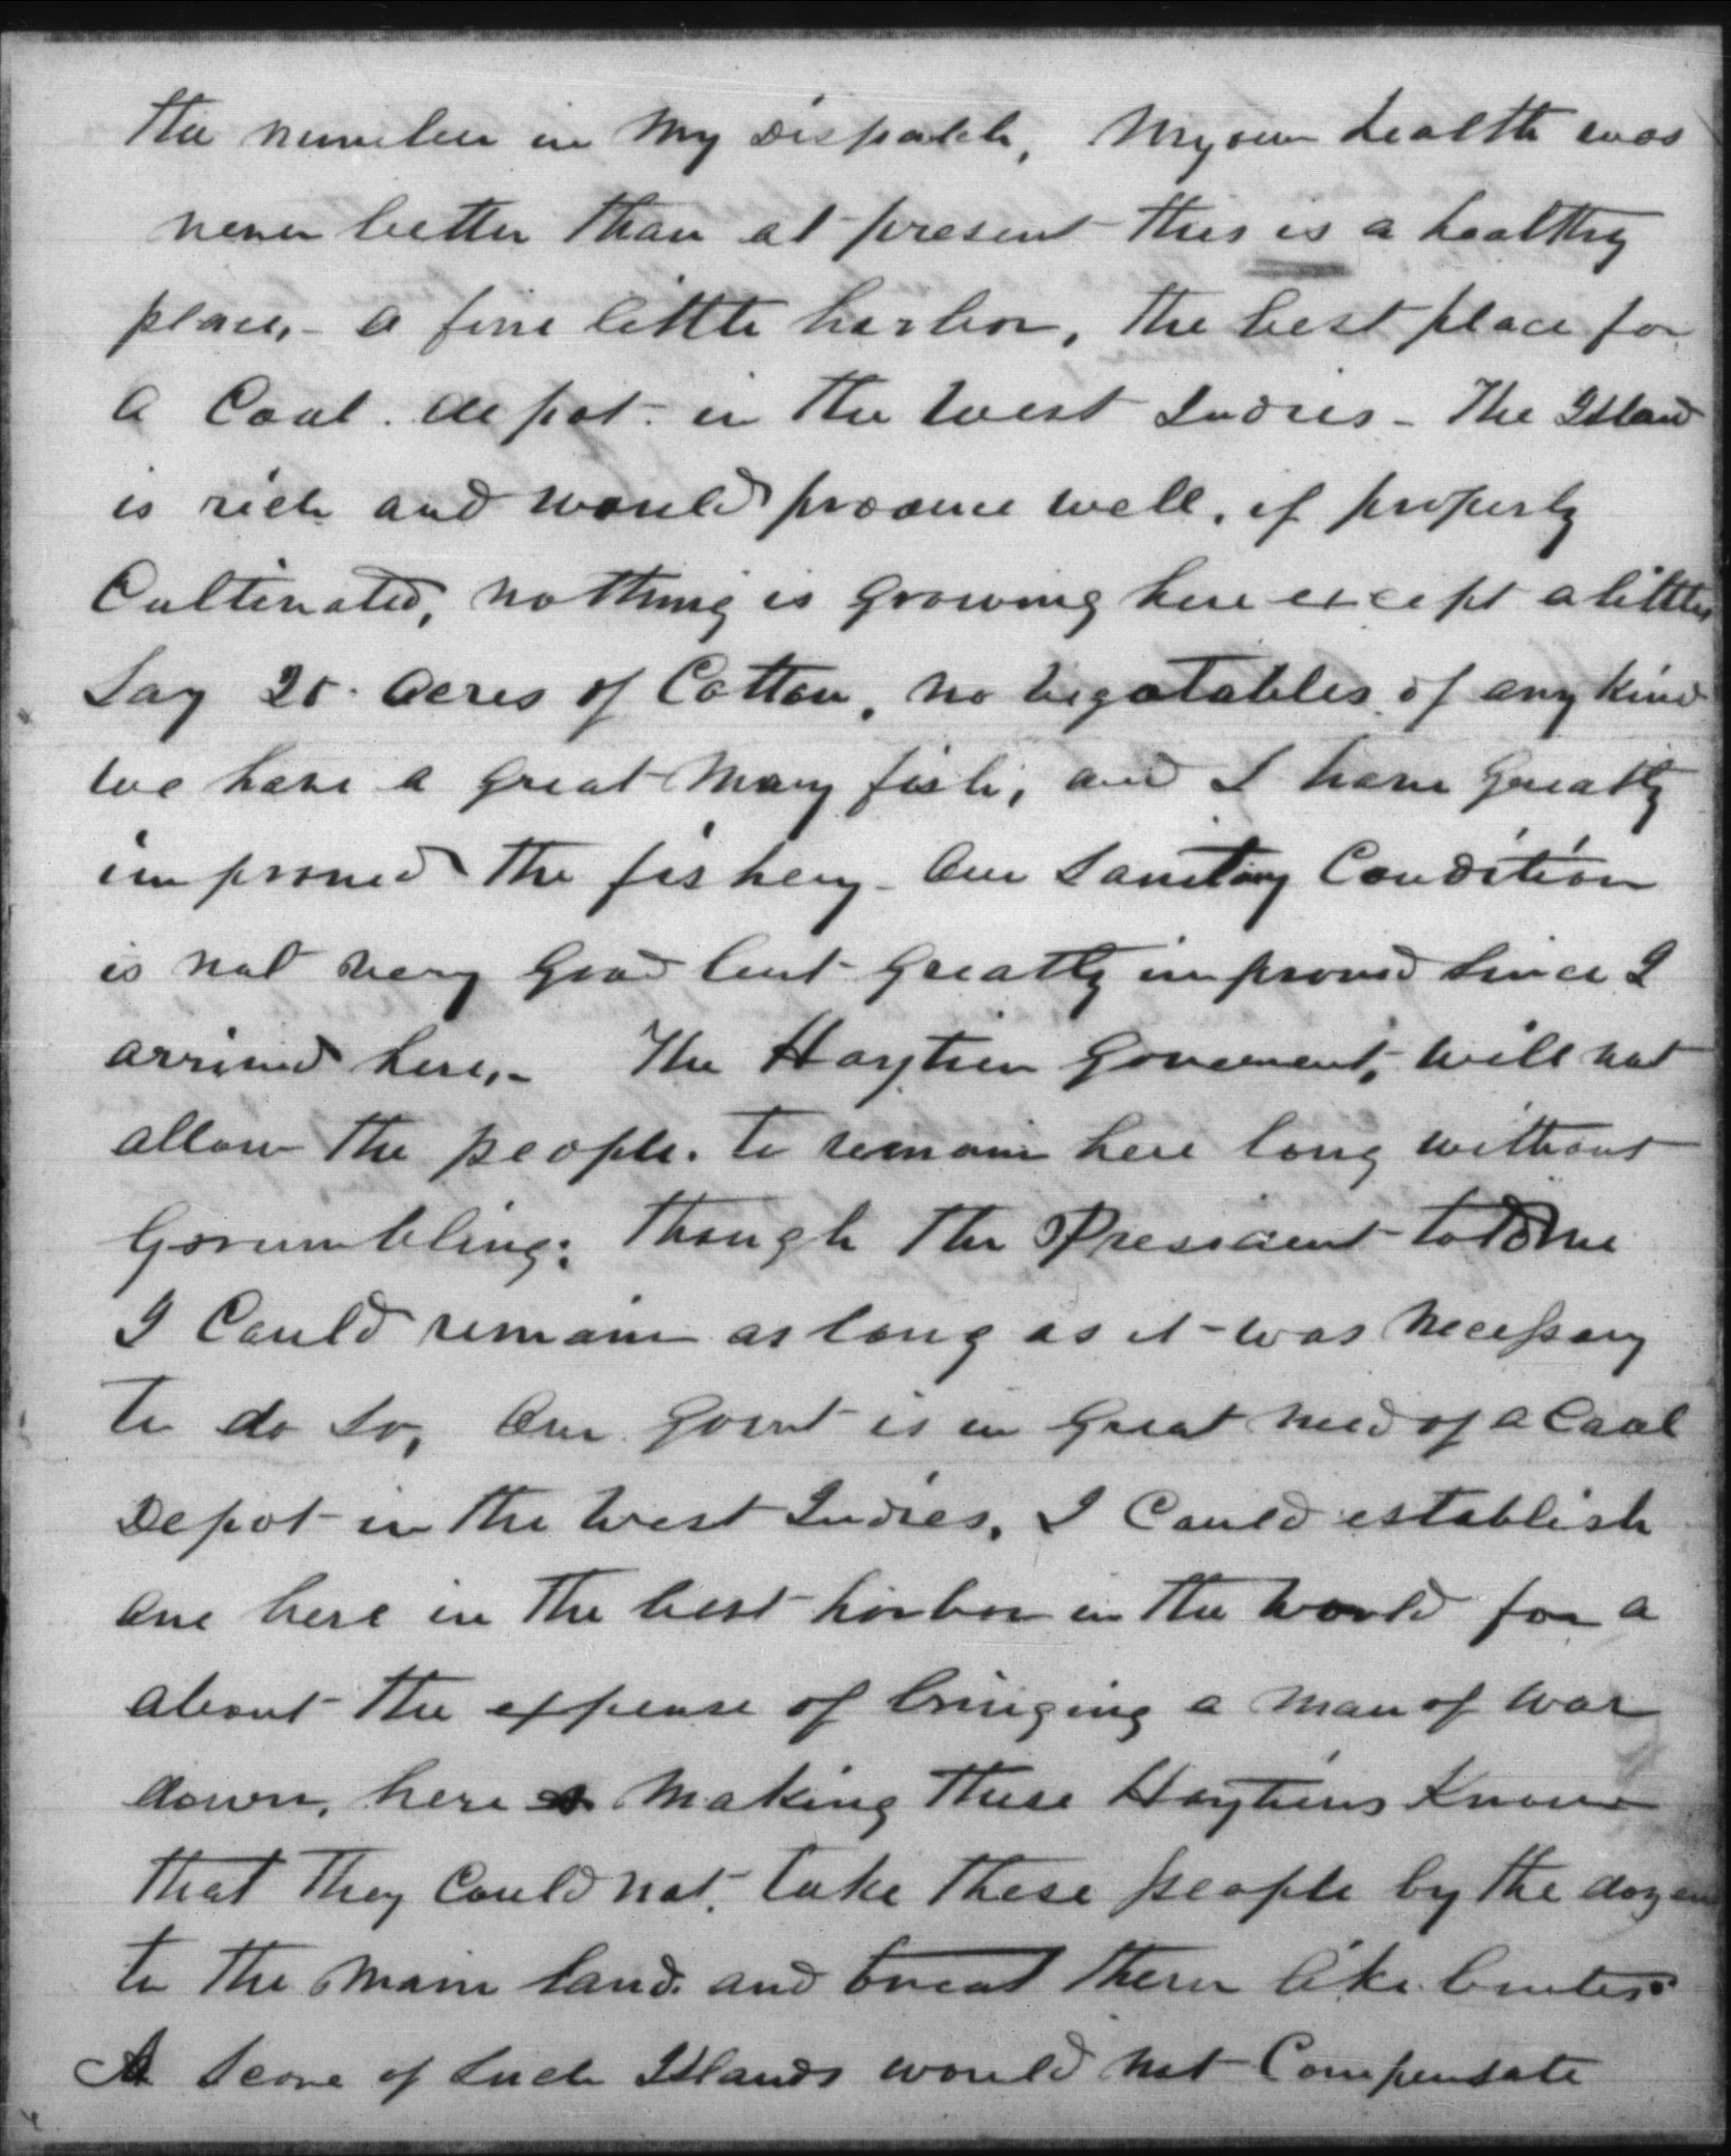 the number in my Dispatch, My own health was
never better than at present this is a healthy
place,- a fine little harbor, the best place for
a Coal. depot. in the West Indies - The Island
is rich and would produce well, if properly
Cultivated, nothing is growing here except a little
Say 20. acres of Cotton, no vegatables of any kind
we have a great many fish, and I have greatly
improved the fishery - Our Sanitary Condition
is not very good but greatly improved since I
arrived here,- The Haytien Goverment, will not
allow the people. to remain here long without
Gorumbling; though the President told me
I Could remain as long as it was necessary
to do so, Our Govnt is in great need of a Coal
Depot in the West Indies, I Could establish
one here in the best harbor in the world for a
about the expense of bringing a man of war
down, here & making these Haytiens Know
that they Could not, take these people by the dozen
to the main land. and treat them like brutes.
A Score of such Islands would not Compensate